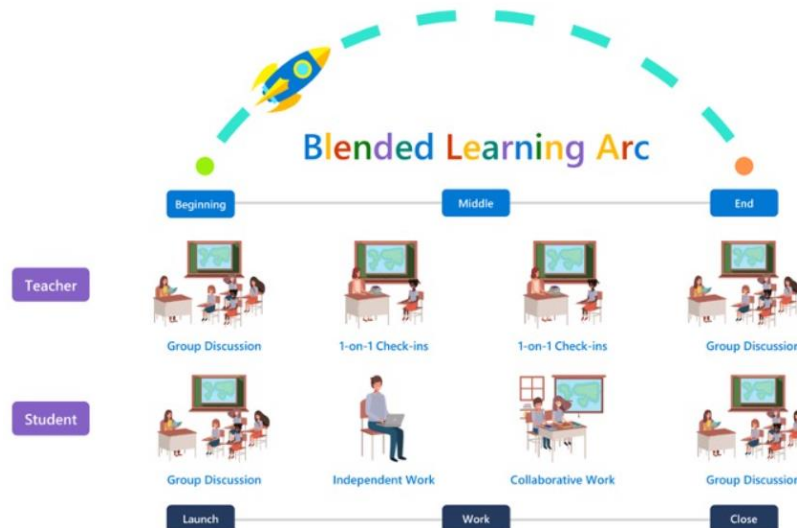 Blended Learning Arc
Beginning
Middle
End
Teacher
Group Discussion
1-on-1 Check-ins
1-on-1 Check-ins
Group Discussion
Student
Group Discussion
Independent Work
Collaborative Work
Group Discussion
Launch
Work
Close